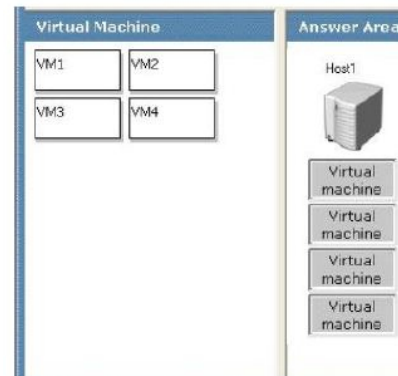 Virtual Machine
VM1 VM2
VM3 VM4
Answer Area
Host1
Virtual
machine
Virtual
machine
Virtual
machine
Virtual
machine